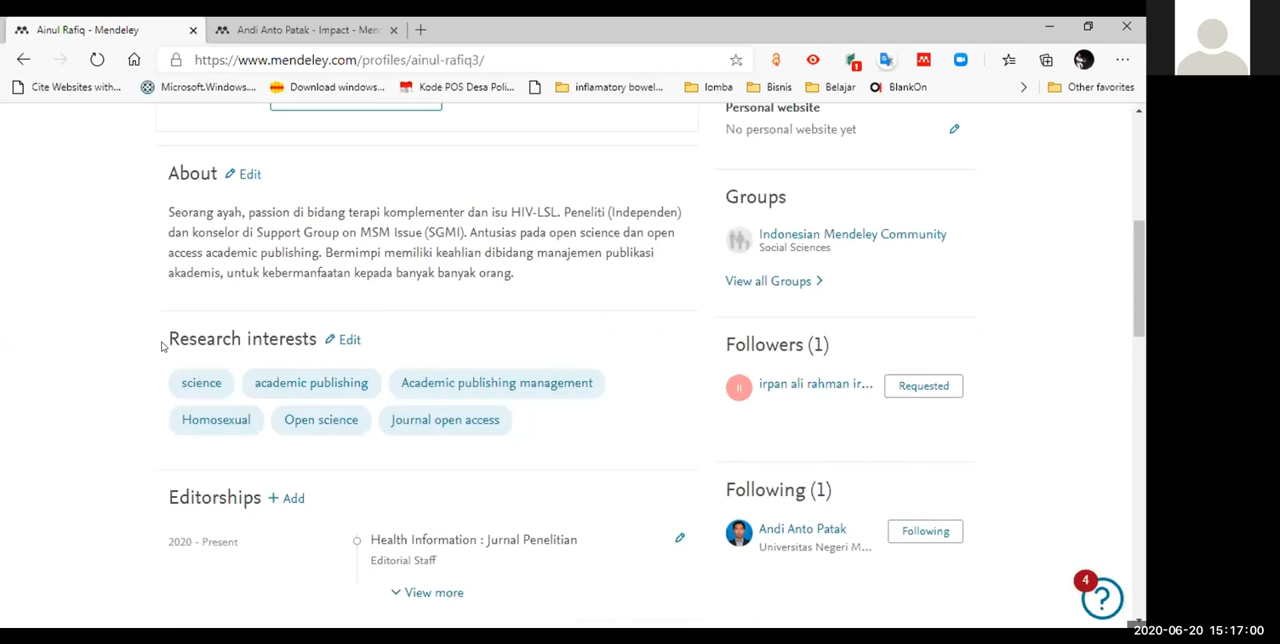 Ainul Rafiq - Mendeley
Andi Anto Patak - Impact - Men
https://www.mendeley.com/profiles/ainul-rafiq3/
1
Cite Websites with...
Microsoft.Windows...
Download windows...
Kode POS Desa Poli...
inflamatory bowel...
lomba
Bisnis
Belajar
BlankOn
Other favorites
Personal website
No personal website yet
About Edit
Seorang ayah, passion di bidang terapi komplementer dan isu HIV-LSL. Peneliti (Independen)
dan konselor di Support Group on MSM Issue (SGMI). Antusias pada open science dan open
access academic publishing. Bermimpi memiliki keahlian dibidang manajemen publikasi
akademis, untuk kebermanfaatan kepada banyak banyak orang.
Groups
Indonesian Mendeley Community
Social Sciences
View all Groups
Research interests Edit
science academic publishing Academic publishing management
Homosexual Open science Journal open access
Followers (1)
II irpan ali rahman ir... Requested
Editorships + Add
2020 - Present
Health Information : Jurnal Penelitian
Editorial Staff
View more
Following (1)
Andi Anto Patak Following
Universitas Negeri M...
4
?
2020-06-20 15:17:00